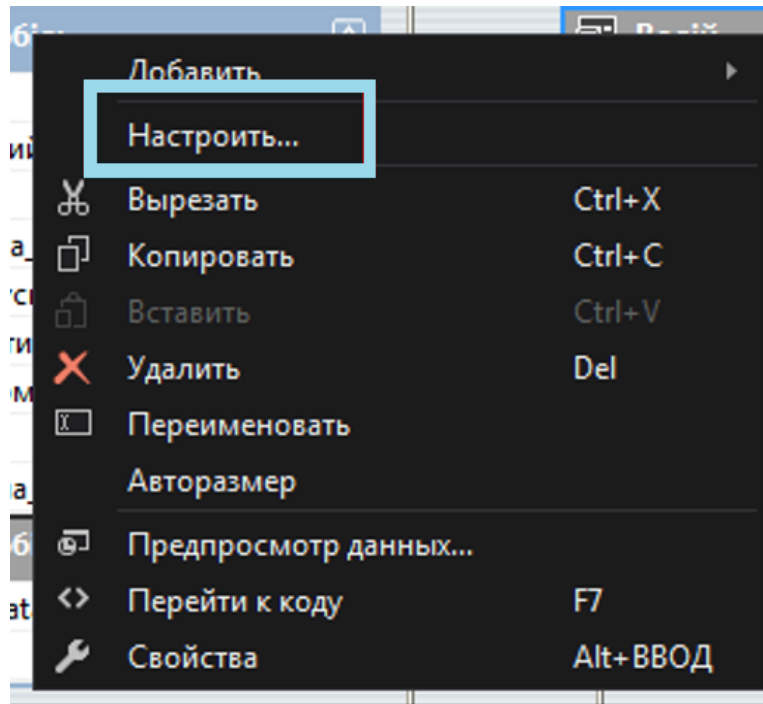 Добавить
Настроить...
Вырезать Ctrl+X
Копировать Ctrl+C
Вставить Ctrl+V
Удалить Del
Переименовать
Авторазмер
Предпросмотр данных...
Перейти к коду F7
Свойства Alt+ВВОД